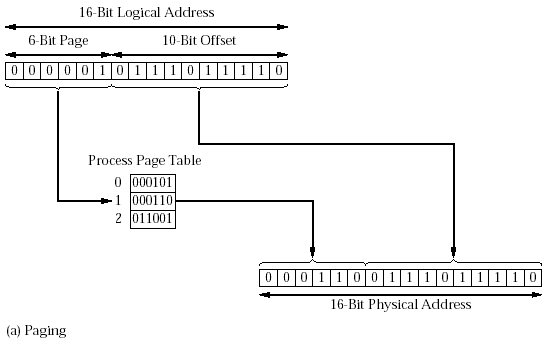 16-Bit Logical Address
6-Bit Page 10-Bit Offset
0 0 0 0 0 1 0 1 1 1 0 1 1 1 1 0
Process Page Table
0 000101
1 000110
2 011001
0 0 0 1 1 0 0 1 1 1 0 1 1 1 1 0
16-Bit Physical Address
(a) Paging